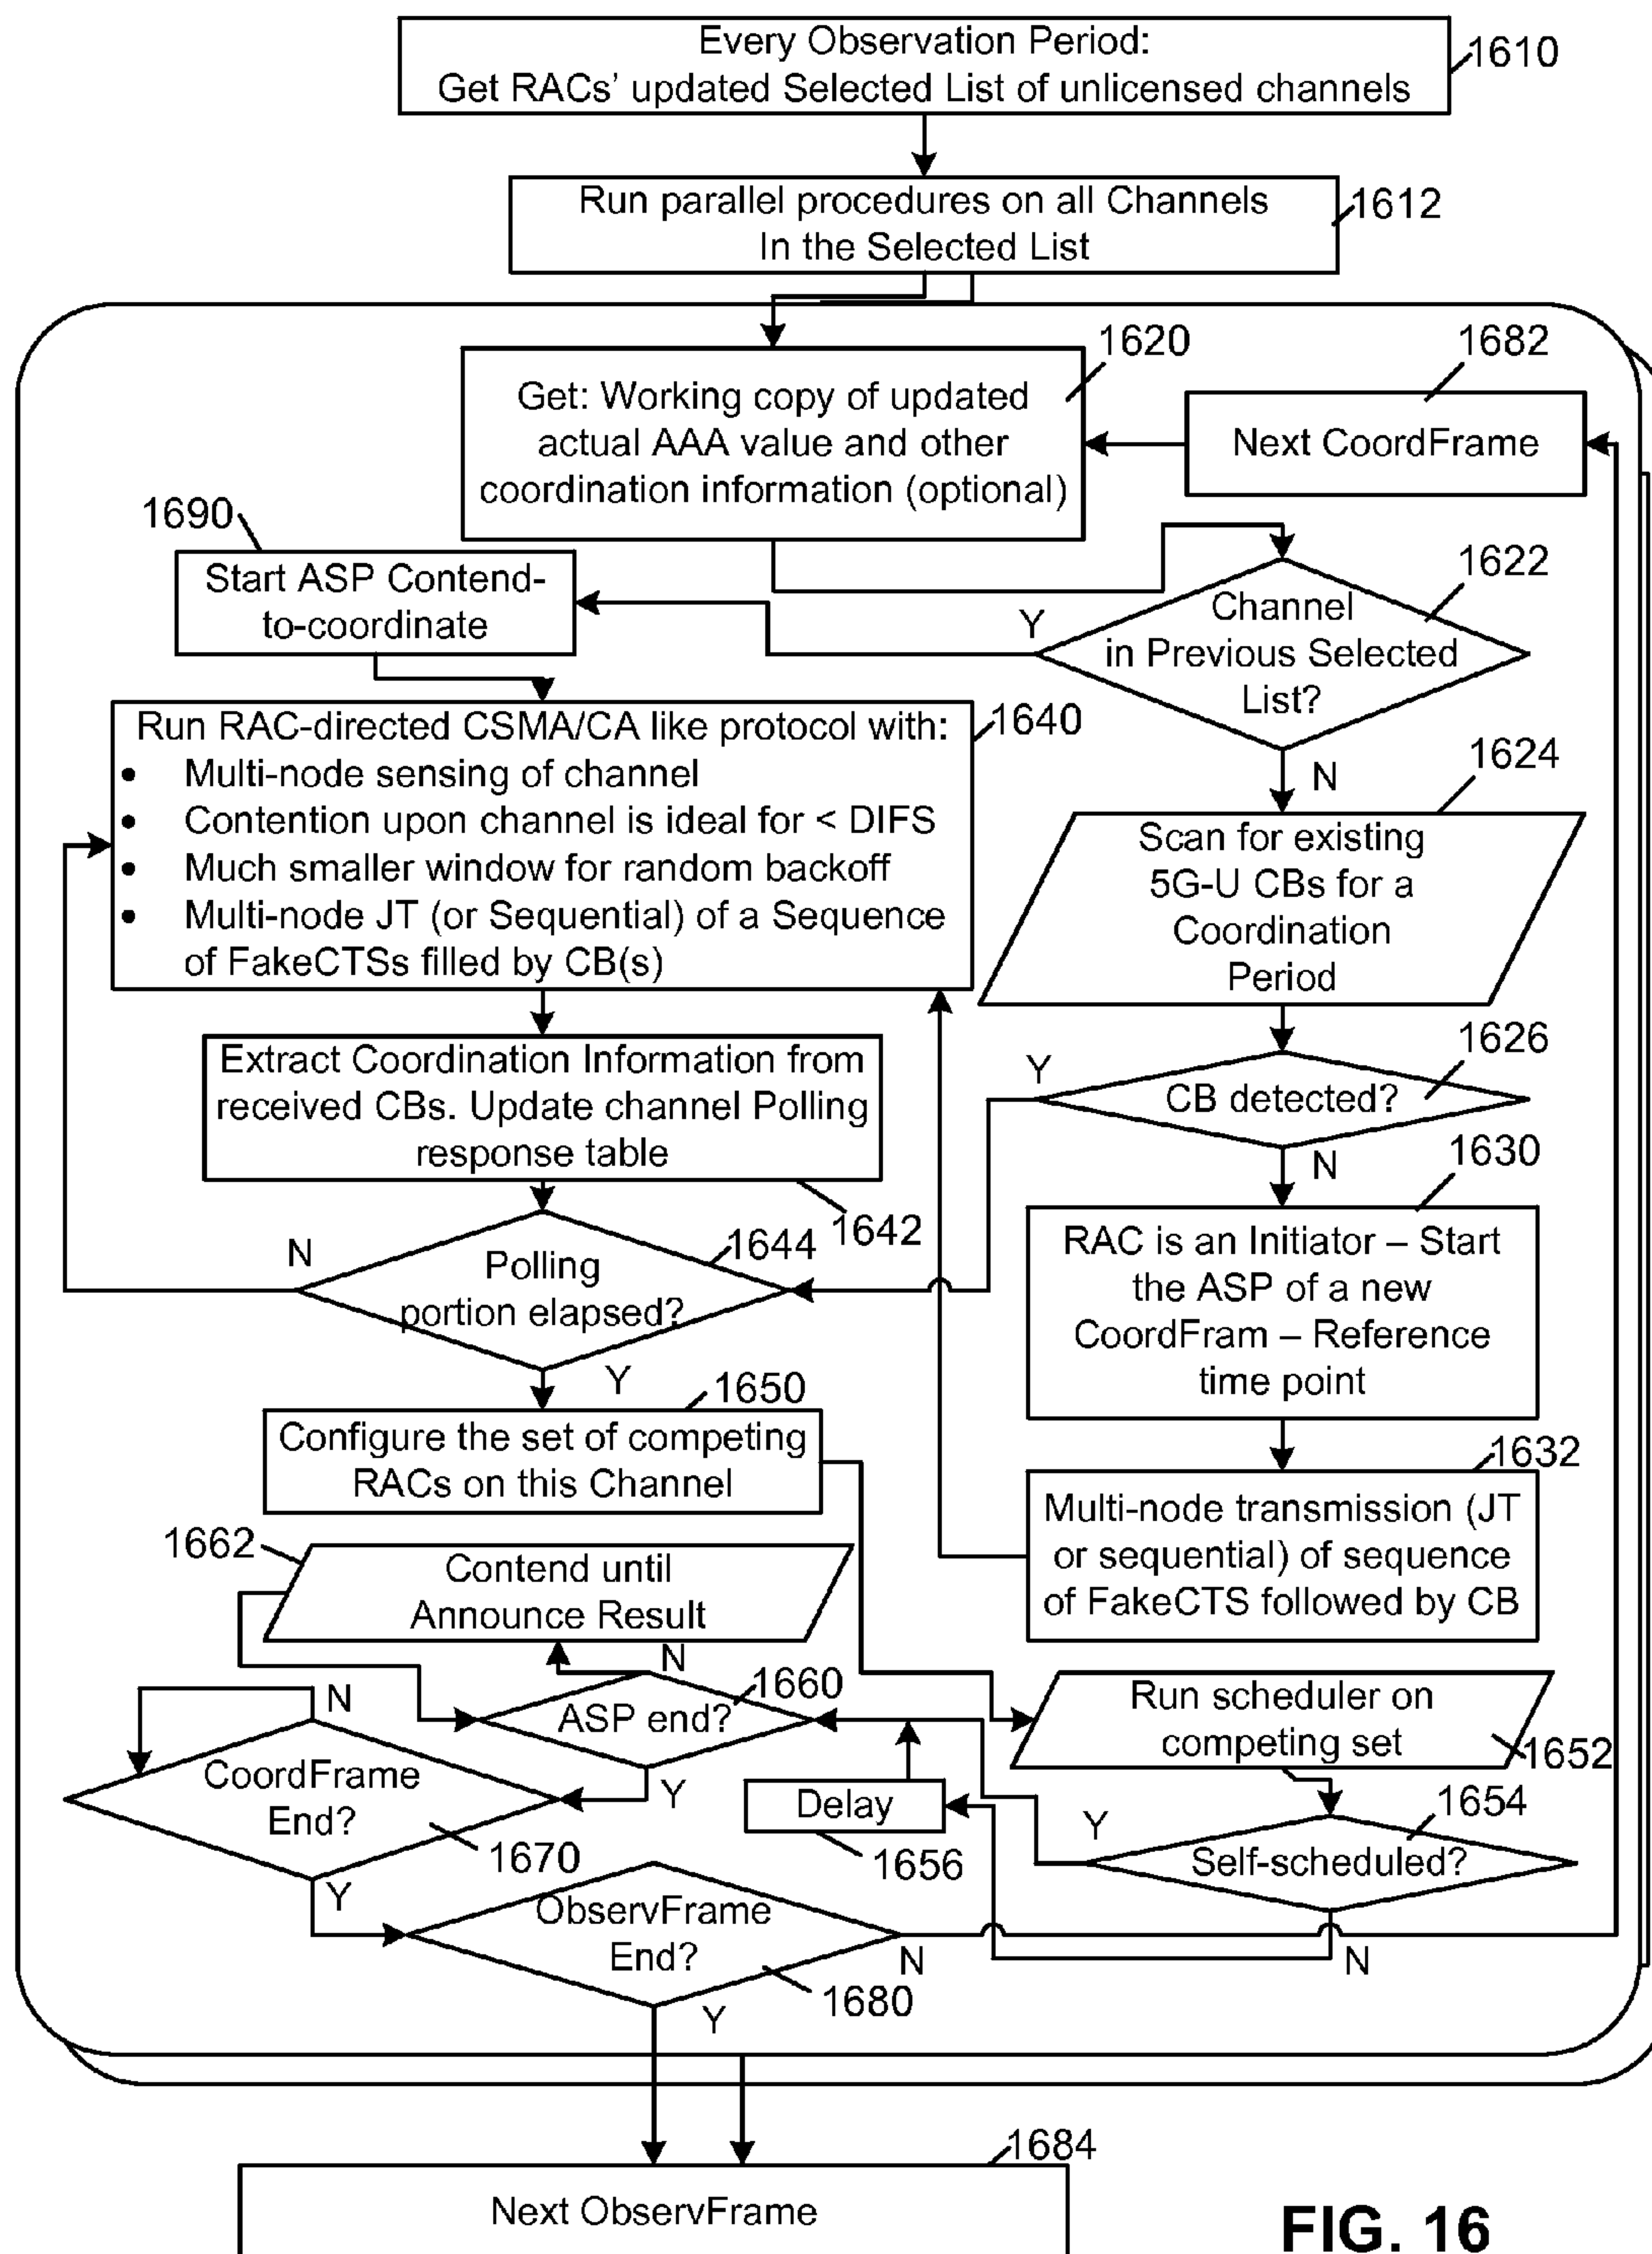 Every Observation Period:
Get RACs' updated Selected List of unlicensed channels
1610
Run parallel procedures on all Channels
In the Selected List
1612
Get: Working copy of updated
actual AAA value and other
coordination information (optional)
1620
1682
Next CoordFrame
1690
Start ASP Contend-
to-coordinate
Y
Channel
in Previous Selected
List?
1622
N
Run RAC-directed CSMA/CA like protocol with:
• Multi-node sensing of channel
• Contention upon channel is ideal for < DIFS
• Much smaller window for random backoff
• Multi-node JT (or Sequential) of a Sequence
of FakeCTSs filled by CB(s)
1640
1624
Scan for existing
5G-U CBs for a
Coordination
Period
Extract Coordination Information from
received CBs. Update channel Polling
response table
1642
Y
CB detected?
1626
N
1630
RAC is an Initiator – Start
the ASP of a new
CoordFram – Reference
time point
N
Polling
portion elapsed?
1644
Y
1650
Configure the set of competing
RACs on this Channel
1632
Multi-node transmission (JT
or sequential) of sequence
of FakeCTS followed by CB
1662
Contend until
Announce Result
N
ASP end?
1660
Y
Run scheduler on
competing set
1652
N
CoordFrame
End?
1670
Y
Delay
1656
Y
Self-scheduled?
1654
N
ObservFrame
End?
1680
N
Y
1684
Next ObservFrame
FIG. 16